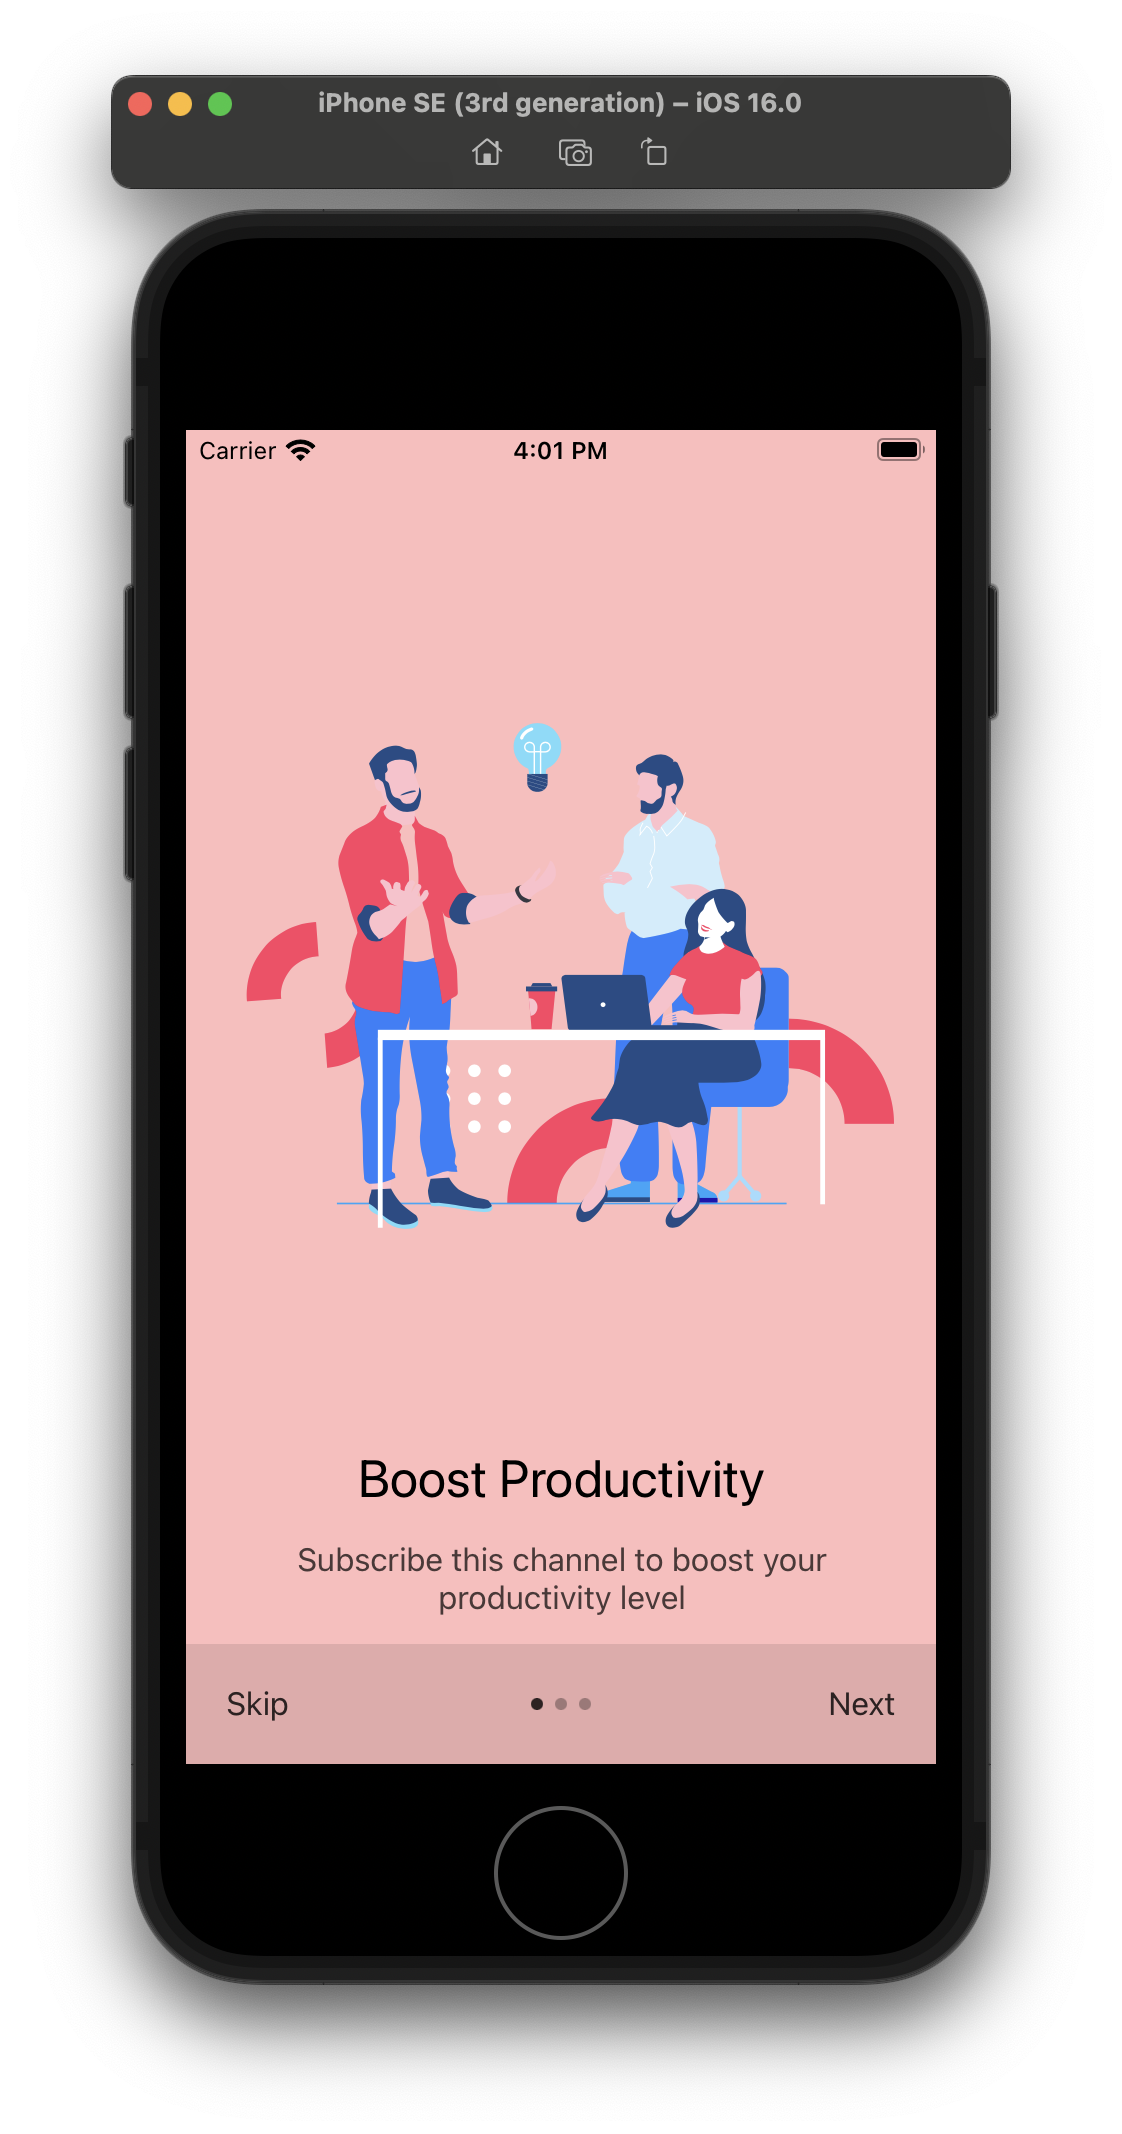 iPhone SE (3rd generation) – iOS 16.0
Carrier 4:01 PM
Boost Productivity
Subscribe this channel to boost your
productivity level
Skip Next